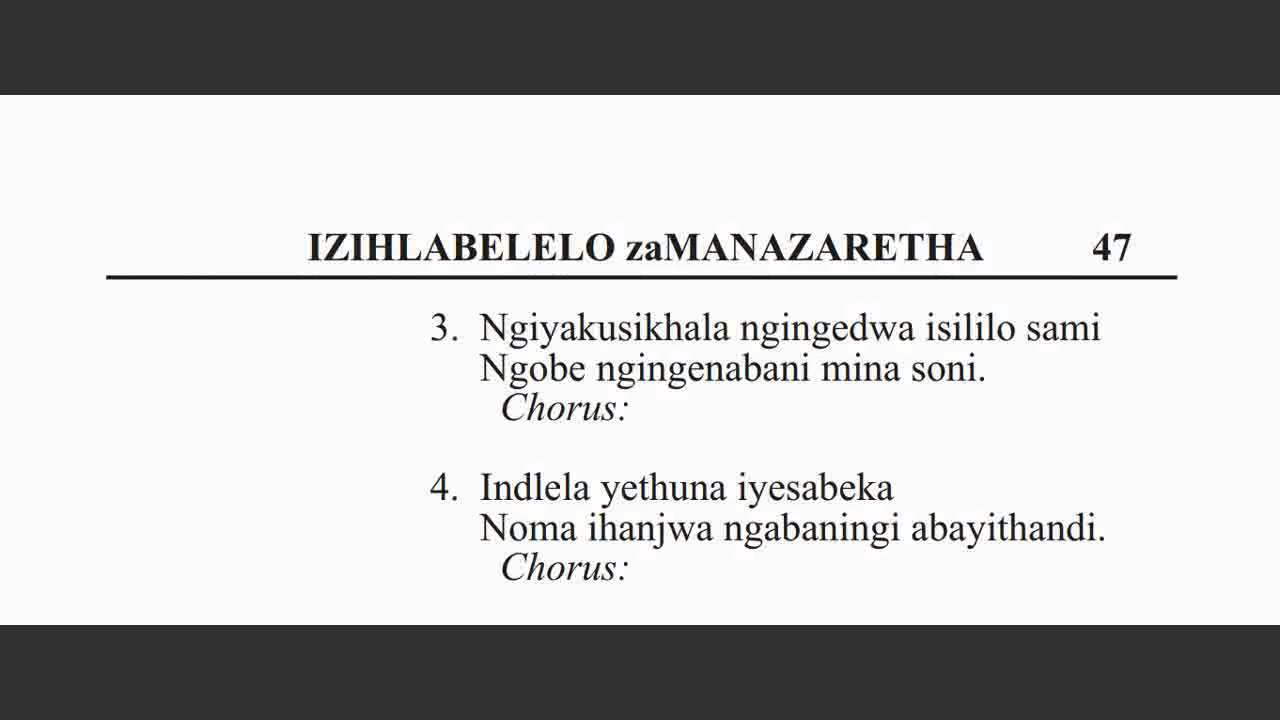 IZIHLABELELO zaMANAZARETHA 47
3. Ngiyakusikhala ngingedwa isililo sami
Ngobe ngingenabani mina soni.
Chorus:
4. Indlela yethuna iyesabeka
Noma ihanjwa ngabaningi abayithandi.
Chorus: